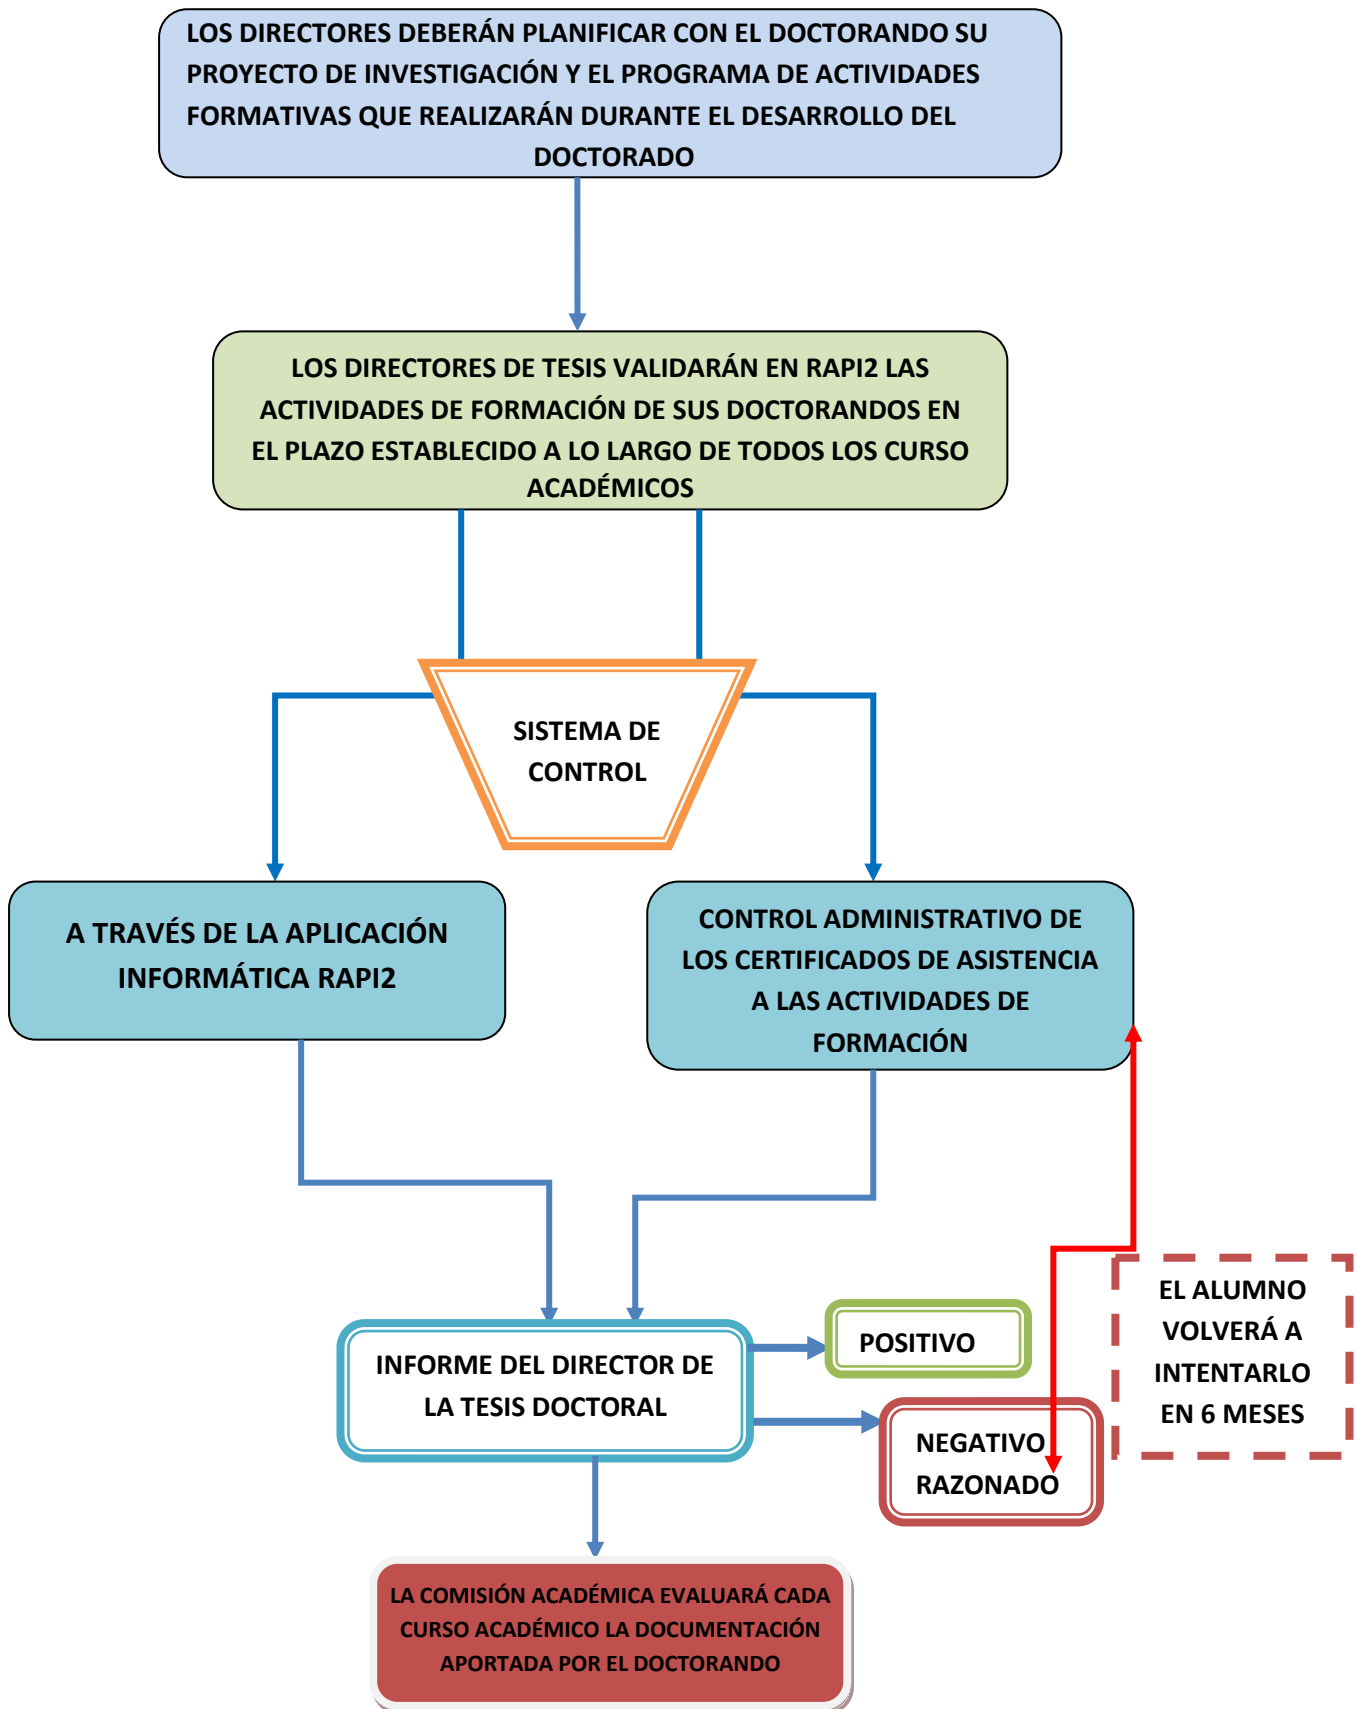 LOS DIRECTORES DEBERÁN PLANIFICAR CON EL DOCTORANDO SU
PROYECTO DE INVESTIGACIÓN Y EL PROGRAMA DE ACTIVIDADES
FORMATIVAS QUE REALIZARÁN DURANTE EL DESARROLLO DEL
DOCTORADO
LOS DIRECTORES DE TESIS VALIDARÁN EN RAPI2 LAS
ACTIVIDADES DE FORMACIÓN DE SUS DOCTORANDOS EN
EL PLAZO ESTABLECIDO A LO LARGO DE TODOS LOS CURSO
ACADÉMICOS
SISTEMA DE
CONTROL
A TRAVÉS DE LA APLICACIÓN
INFORMÁTICA RAPI2
CONTROL ADMINISTRATIVO DE
LOS CERTIFICADOS DE ASISTENCIA
A LAS ACTIVIDADES DE
FORMACIÓN
INFORME DEL DIRECTOR DE
LA TESIS DOCTORAL
POSITIVO
NEGATIVO
RAZONADO
EL ALUMNO
VOLVERÁ A
INTENTARLO
EN 6 MESES
LA COMISIÓN ACADÉMICA EVALUARÁ CADA
CURSO ACADÉMICO LA DOCUMENTACIÓN
APORTADA POR EL DOCTORANDO